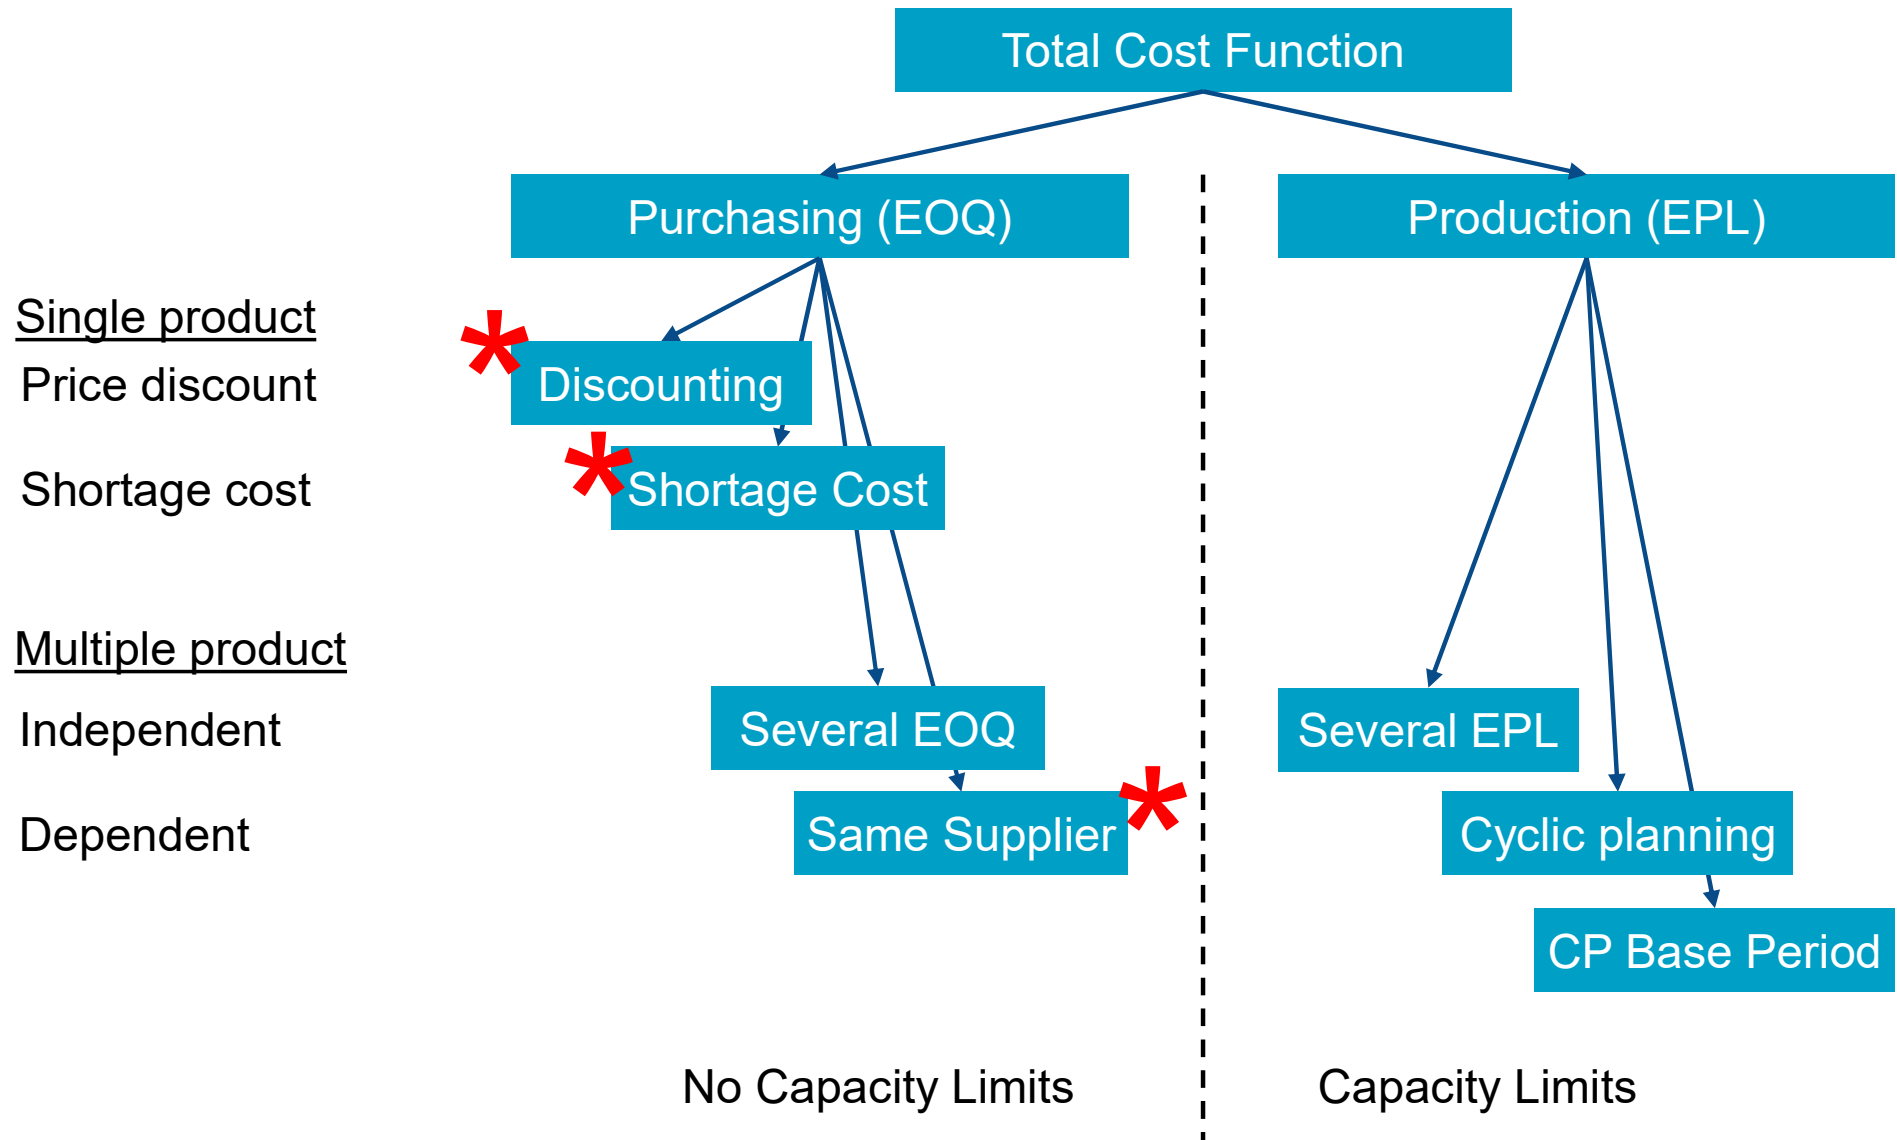 Total Cost Function
Purchasing (EOQ)
Production (EPL)
Single product
Price discount
Discounting
Shortage cost
Shortage Cost
Multiple product
Independent
Several EOQ
Several EPL
Dependent
Same Supplier
Cyclic planning
CP Base Period
No Capacity Limits
Capacity Limits